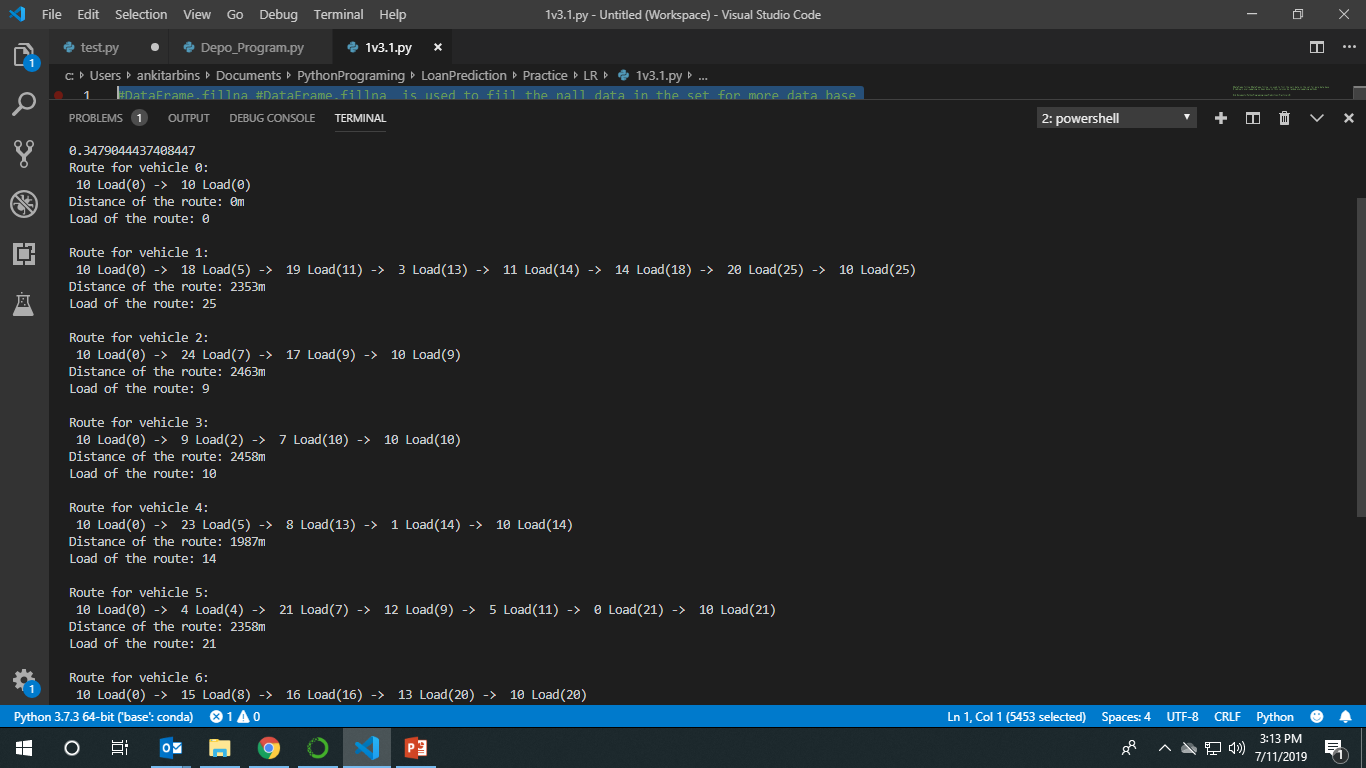 File Edit Selection View Go Debug Terminal Help 1v3.1.py - Untitled (Workspace) - Visual Studio Code
test.py Depo_Program.py 1v3.1.py
c: Users ankitarbins Documents PythonPrograming LoanPrediction Practice LR 1v3.1.py ...
1 #DataFrame.fillna #DataFrame.fillna is used to fiil the nall data in the set for more data base
PROBLEMS 1 OUTPUT DEBUG CONSOLE TERMINAL 2: powershell
0.3479044437408447
Route for vehicle 0:
10 Load(0) -> 10 Load(0)
Distance of the route: 0m
Load of the route: 0
Route for vehicle 1:
10 Load(0) -> 18 Load(5) -> 19 Load(11) -> 3 Load(13) -> 11 Load(14) -> 14 Load(18) -> 20 Load(25) -> 10 Load(25)
Distance of the route: 2353m
Load of the route: 25
Route for vehicle 2:
10 Load(0) -> 24 Load(7) -> 17 Load(9) -> 10 Load(9)
Distance of the route: 2463m
Load of the route: 9
Route for vehicle 3:
10 Load(0) -> 9 Load(2) -> 7 Load(10) -> 10 Load(10)
Distance of the route: 2458m
Load of the route: 10
Route for vehicle 4:
10 Load(0) -> 23 Load(5) -> 8 Load(13) -> 1 Load(14) -> 10 Load(14)
Distance of the route: 1987m
Load of the route: 14
Route for vehicle 5:
10 Load(0) -> 4 Load(4) -> 21 Load(7) -> 12 Load(9) -> 5 Load(11) -> 0 Load(21) -> 10 Load(21)
Distance of the route: 2358m
Load of the route: 21
Route for vehicle 6:
10 Load(0) -> 15 Load(8) -> 16 Load(16) -> 13 Load(20) -> 10 Load(20)
Python 3.7.3 64-bit ('base': conda) 1 0 Ln 1, Col 1 (5453 selected) Spaces: 4 UTF-8 CRLF Python
3:13 PM
7/11/2019
1